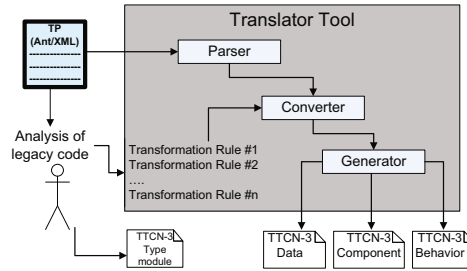 TP
(Ant/XML)
Translator Tool
Parser
Converter
Analysis of
legacy code
Transformation Rule #1
Transformation Rule #2
....
Transformation Rule #n
Generator
TTCN-3
Type
module
TTCN-3
Data
TTCN-3
Component
TTCN-3
Behavior